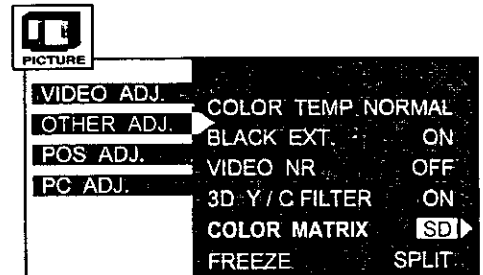 PICTURE
VIDEO ADJ.
OTHER ADJ.
POS ADJ.
PC ADJ.
COLOR TEMP NORMAL
BLACK EXT. ON
VIDEO NR OFF
3D Y / C FILTER ON
COLOR MATRIX SD
FREEZE SPLIT